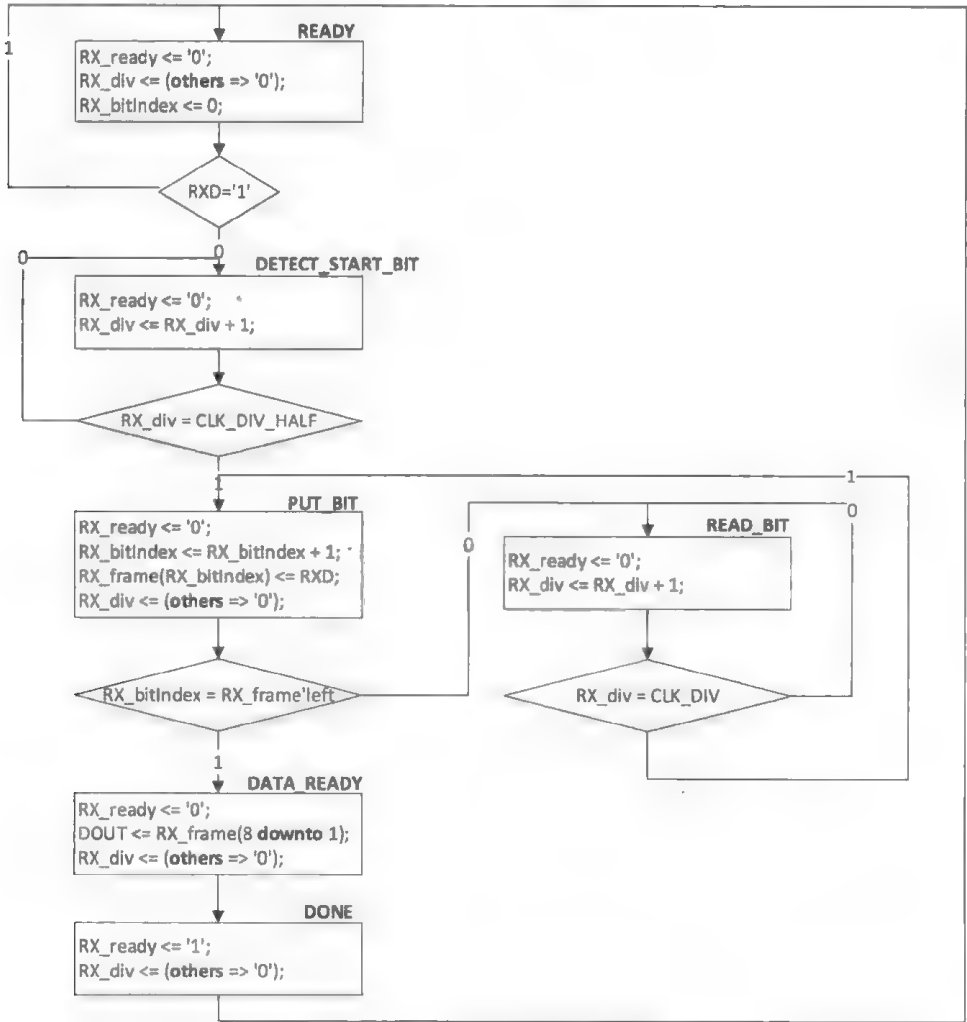 READY
1
RX_ready <= '0';
RX_div <= (others => '0');
RX_bitIndex <= 0;
RXD='1'
0
0
DETECT_START_BIT
RX_ready <= '0';
RX_div <= RX_div + 1;
RX_div = CLK_DIV_HALF
1
1
PUT_BIT
RX_ready <= '0';
RX_bitIndex <= RX_bitIndex + 1;
RX_frame(RX_bitIndex) <= RXD;
RX_div <= (others => '0');
0
0
READ_BIT
RX_ready <= '0';
RX_div <= RX_div + 1;
RX_bitIndex = RX_frame'left
RX_div = CLK_DIV
1
DATA_READY
RX_ready <= '0';
DOUT <= RX_frame(8 downto 1);
RX_div <= (others => '0');
DONE
RX_ready <= '1';
RX_div <= (others => '0');